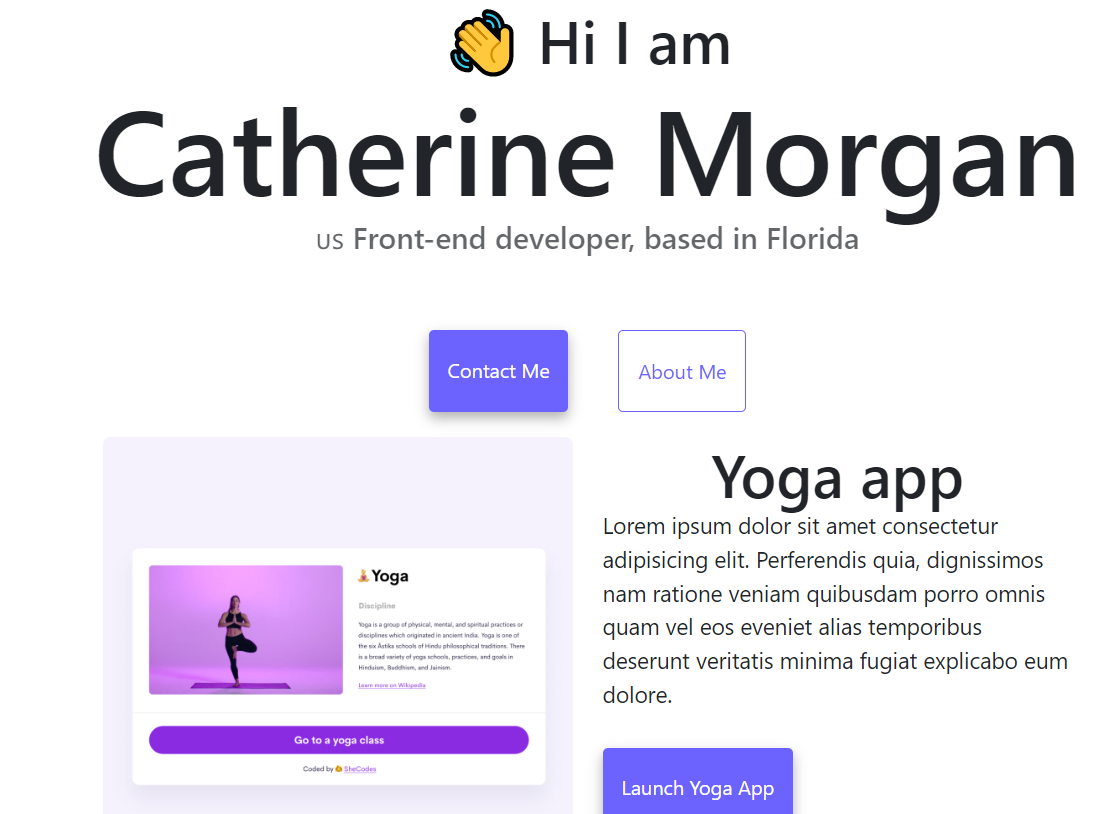 👋 Hi I am
Catherine Morgan
US Front-end developer, based in Florida
Contact Me
About Me
🧘Yoga
Discipline
Yoga is a group of physical, mental, and spiritual practices or
disciplines which originated in ancient India. Yoga is one of
the six Āstika schools of Hindu philosophical traditions. There
is a broad variety of yoga schools, practices, and goals in
Hinduism, Buddhism, and Jainism.
Learn more on Wikipedia
Go to a yoga class
Coded by SheCodes
Yoga app
Lorem ipsum dolor sit amet consectetur
adipisicing elit. Perferendis quia, dignissimos
nam ratione veniam quibusdam porro omnis
quam vel eos eveniet alias temporibus
deserunt veritatis minima fugiat explicabo eum
dolore.
Launch Yoga App